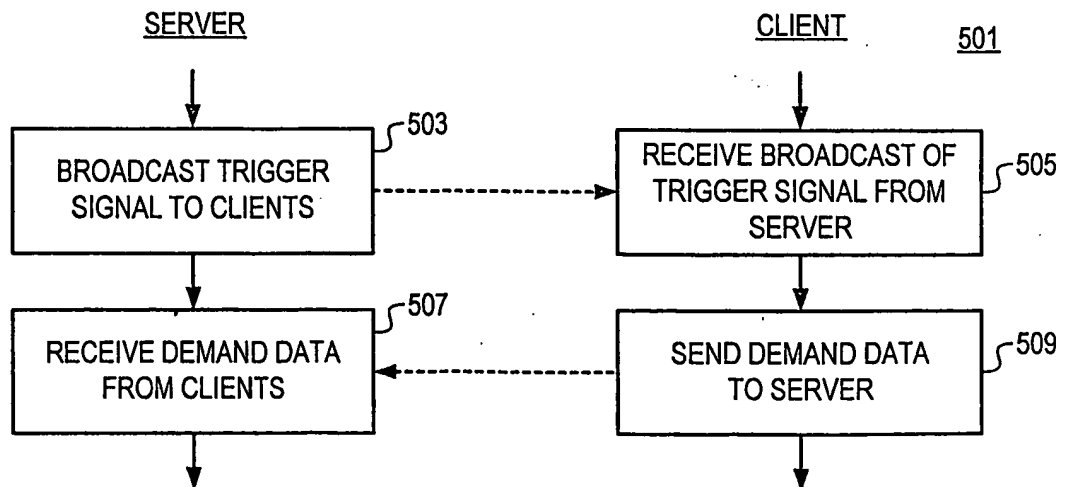 SERVER
CLIENT
501
503
BROADCAST TRIGGER
SIGNAL TO CLIENTS
RECEIVE BROADCAST OF
TRIGGER SIGNAL FROM
SERVER
505
507
RECEIVE DEMAND DATA
FROM CLIENTS
SEND DEMAND DATA
TO SERVER
509